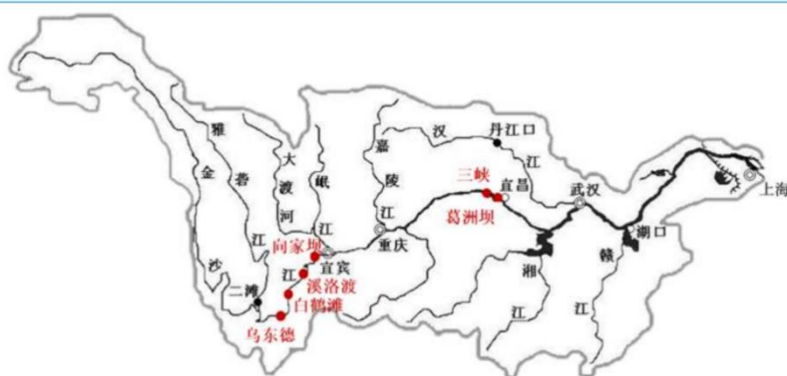 雅砻江
金沙江
大渡河
岷江
嘉陵江
汉江
丹江口
三峡
宜昌
葛洲坝
武汉
上海
湖口
重庆
宜宾
向家坝
溪洛渡
白鹤滩
乌东德
二滩
湘江
赣江